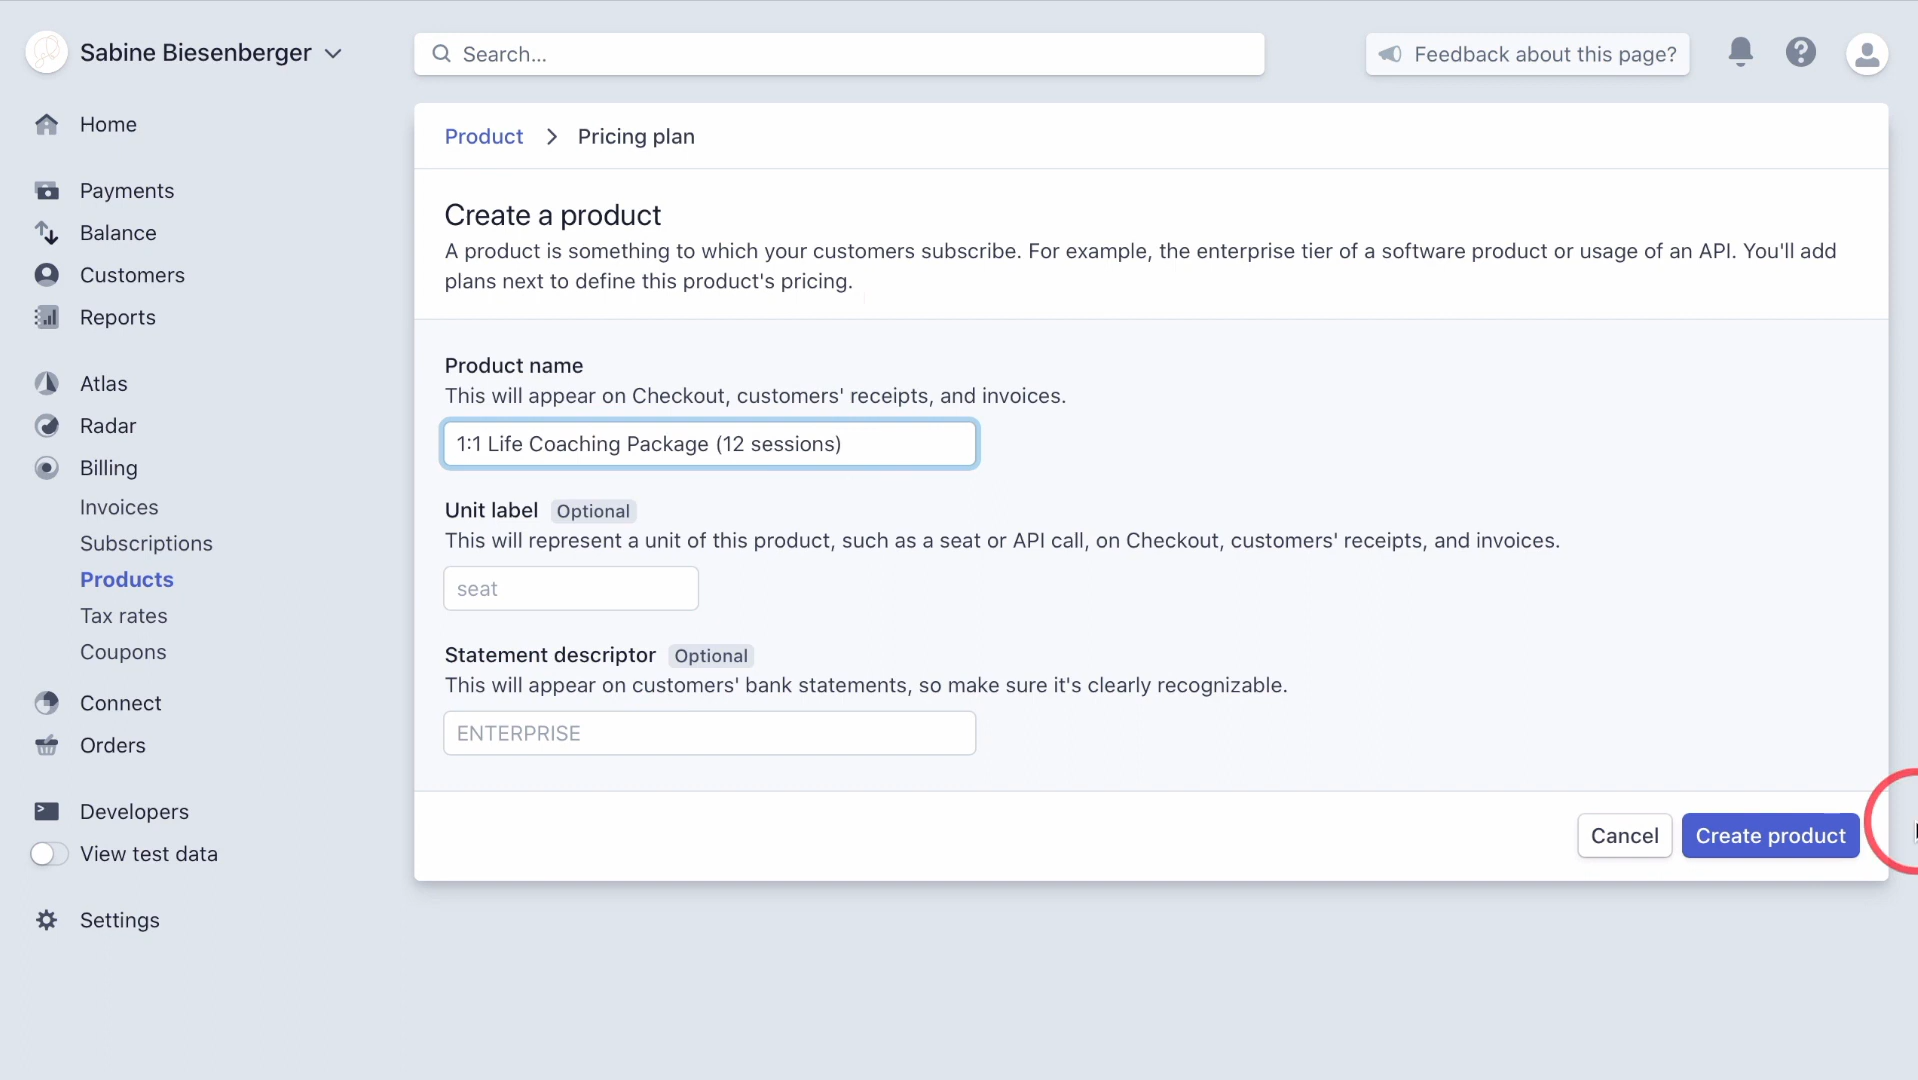 Sabine Biesenberger
Search...
Feedback about this page?
Home
Payments
Balance
Customers
Reports
Atlas
Radar
Billing
Invoices
Subscriptions
Products
Tax rates
Coupons
Connect
Orders
Developers
View test data
Settings
Product > Pricing plan
Create a product
A product is something to which your customers subscribe. For example, the enterprise tier of a software product or usage of an API. You'll add
plans next to define this product's pricing.
Product name
This will appear on Checkout, customers' receipts, and invoices.
1:1 Life Coaching Package (12 sessions)
Unit label Optional
This will represent a unit of this product, such as a seat or API call, on Checkout, customers' receipts, and invoices.
seat
Statement descriptor Optional
This will appear on customers' bank statements, so make sure it's clearly recognizable.
ENTERPRISE
Cancel
Create product